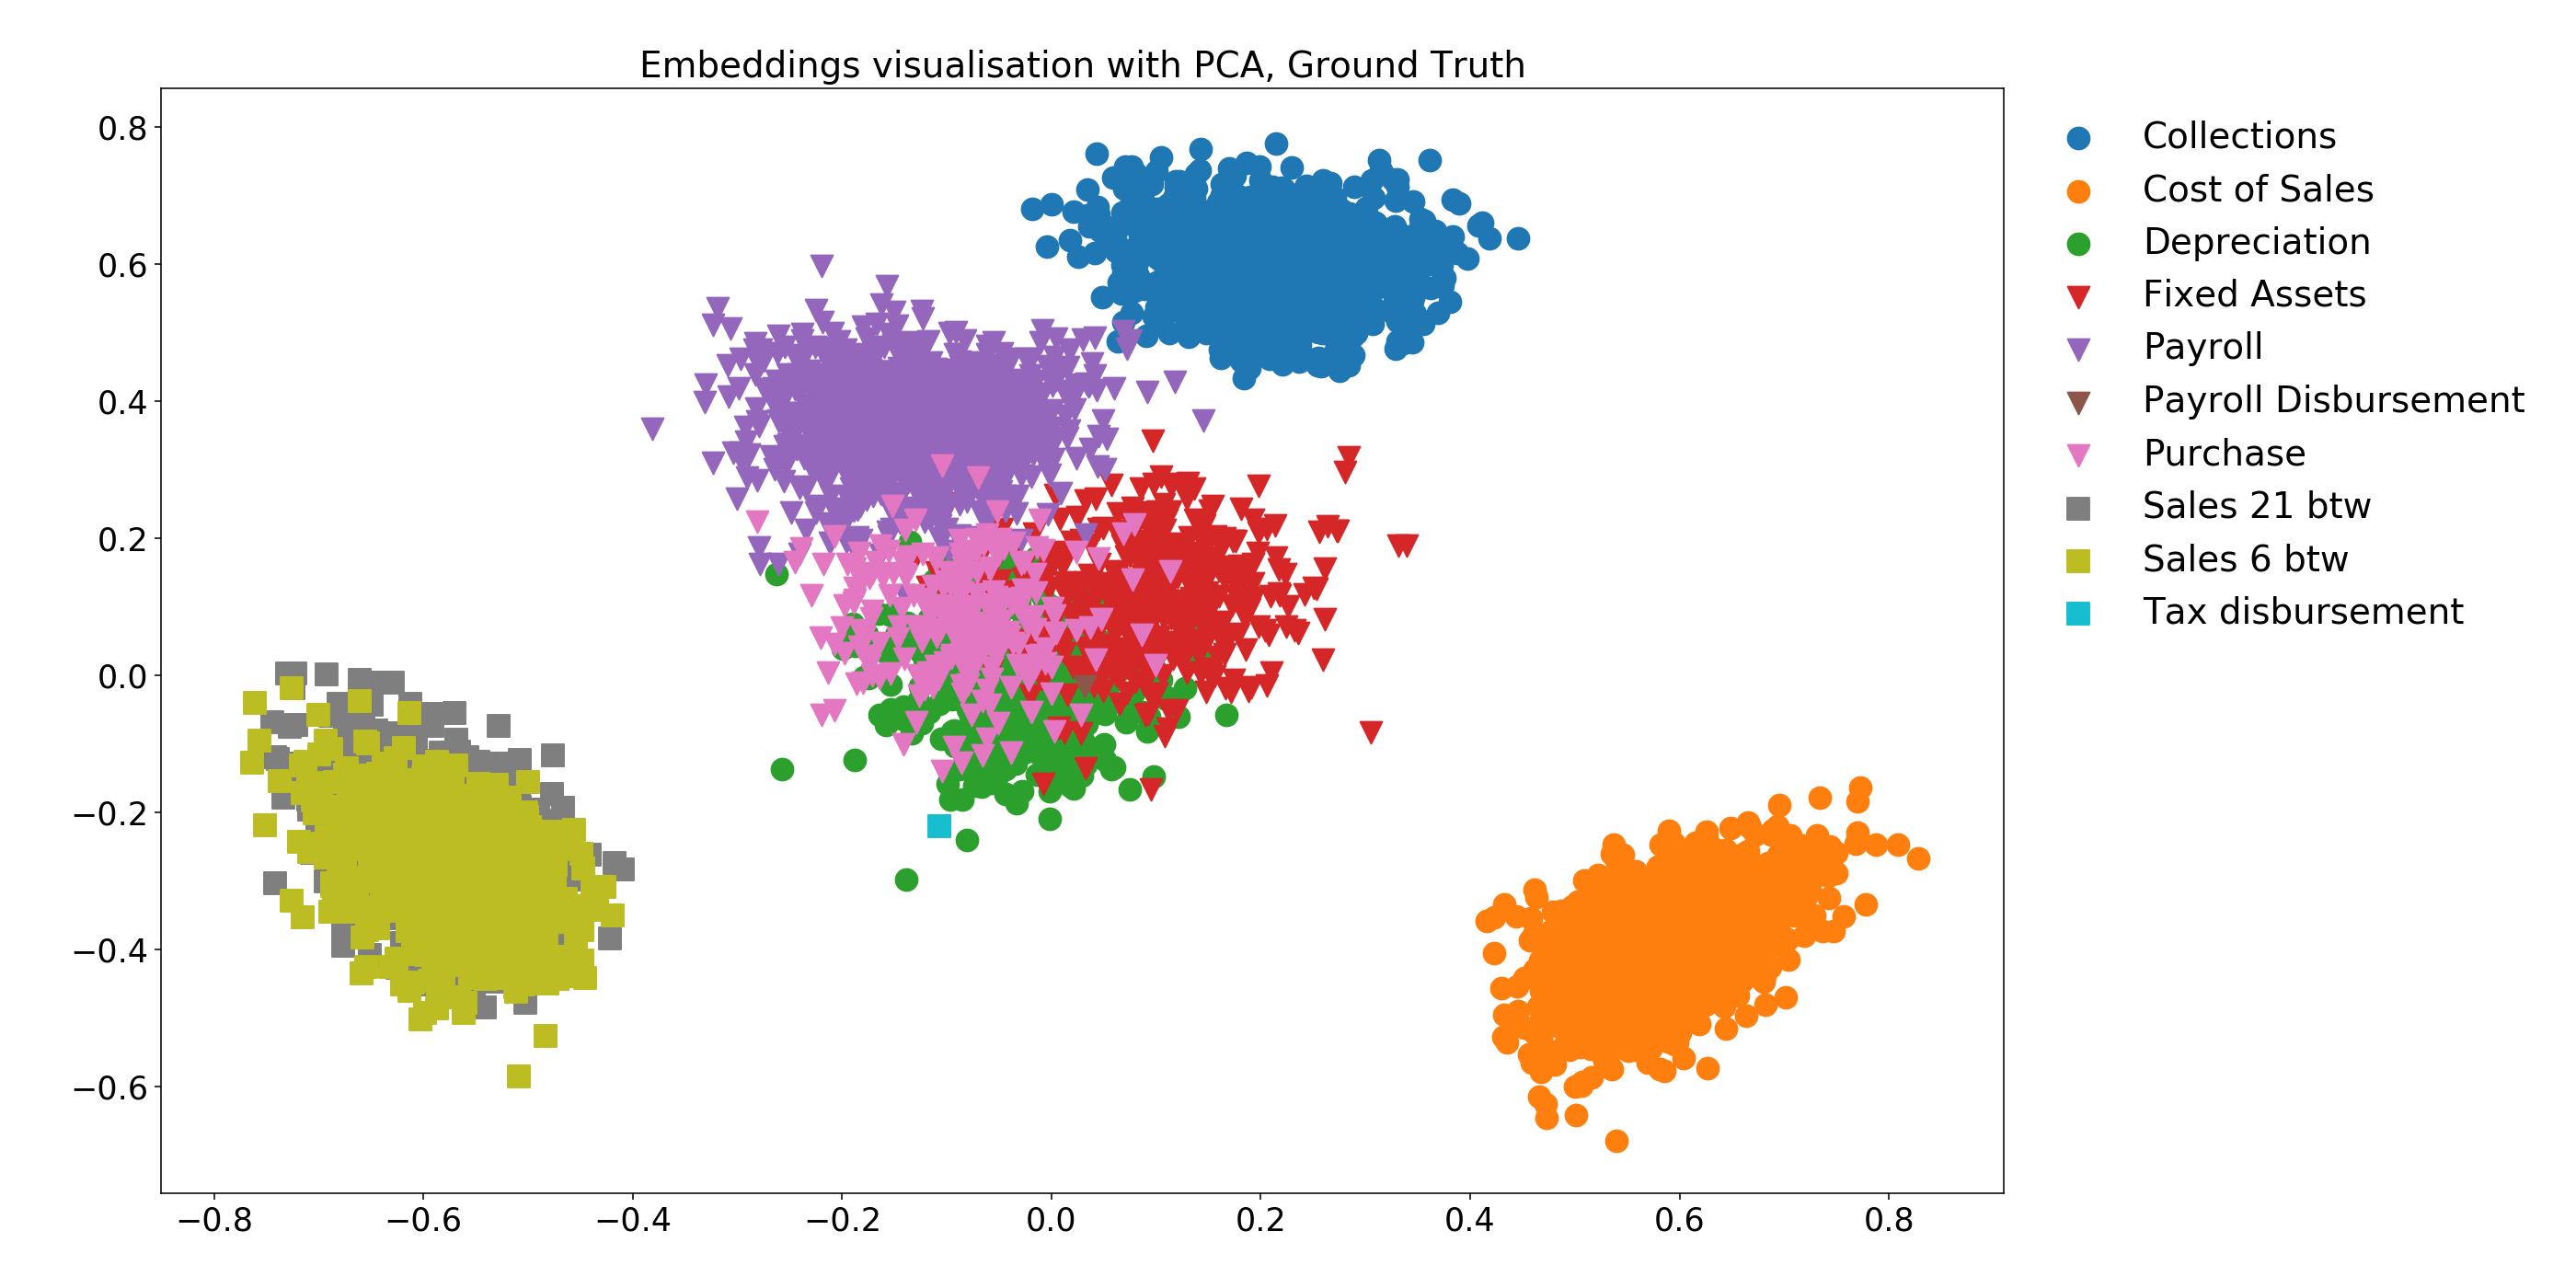 Embeddings visualisation with PCA, Ground Truth
0.8
0.6
0.4
0.2
0.0
−0.2
−0.4
−0.6
−0.8 −0.6 −0.4 −0.2 0.0 0.2 0.4 0.6 0.8
Collections
Cost of Sales
Depreciation
Fixed Assets
Payroll
Payroll Disbursement
Purchase
Sales 21 btw
Sales 6 btw
Tax disbursement